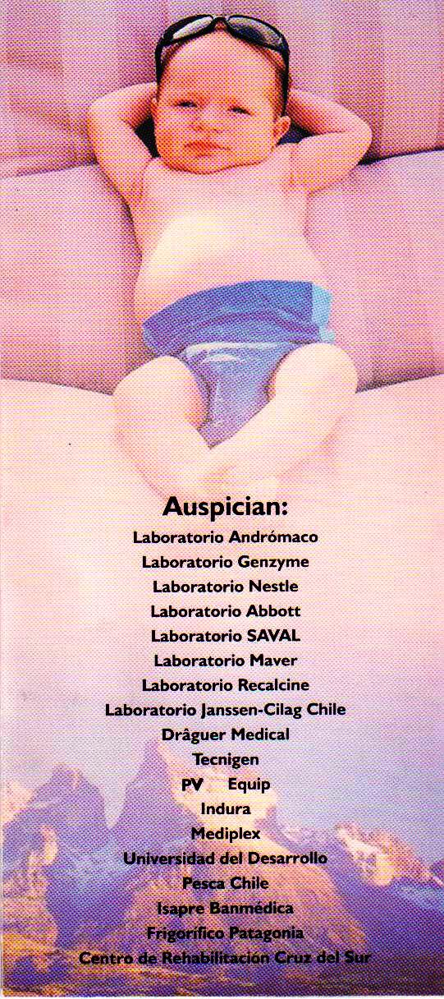 Auspician:
Laboratorio Andrómaco
Laboratorio Genzyme
Laboratorio Nestle
Laboratorio Abbott
Laboratorio SAVAL
Laboratorio Maver
Laboratorio Recalcine
Laboratorio Janssen-Cilag Chile
Drâguer Medical
Tecnigen
PV Equip
Indura
Mediplex
Universidad del Desarrollo
Pesca Chile
Isapre Banmédica
Frigorífico Patagonia
Centro de Rehabilitación Cruz del Sur